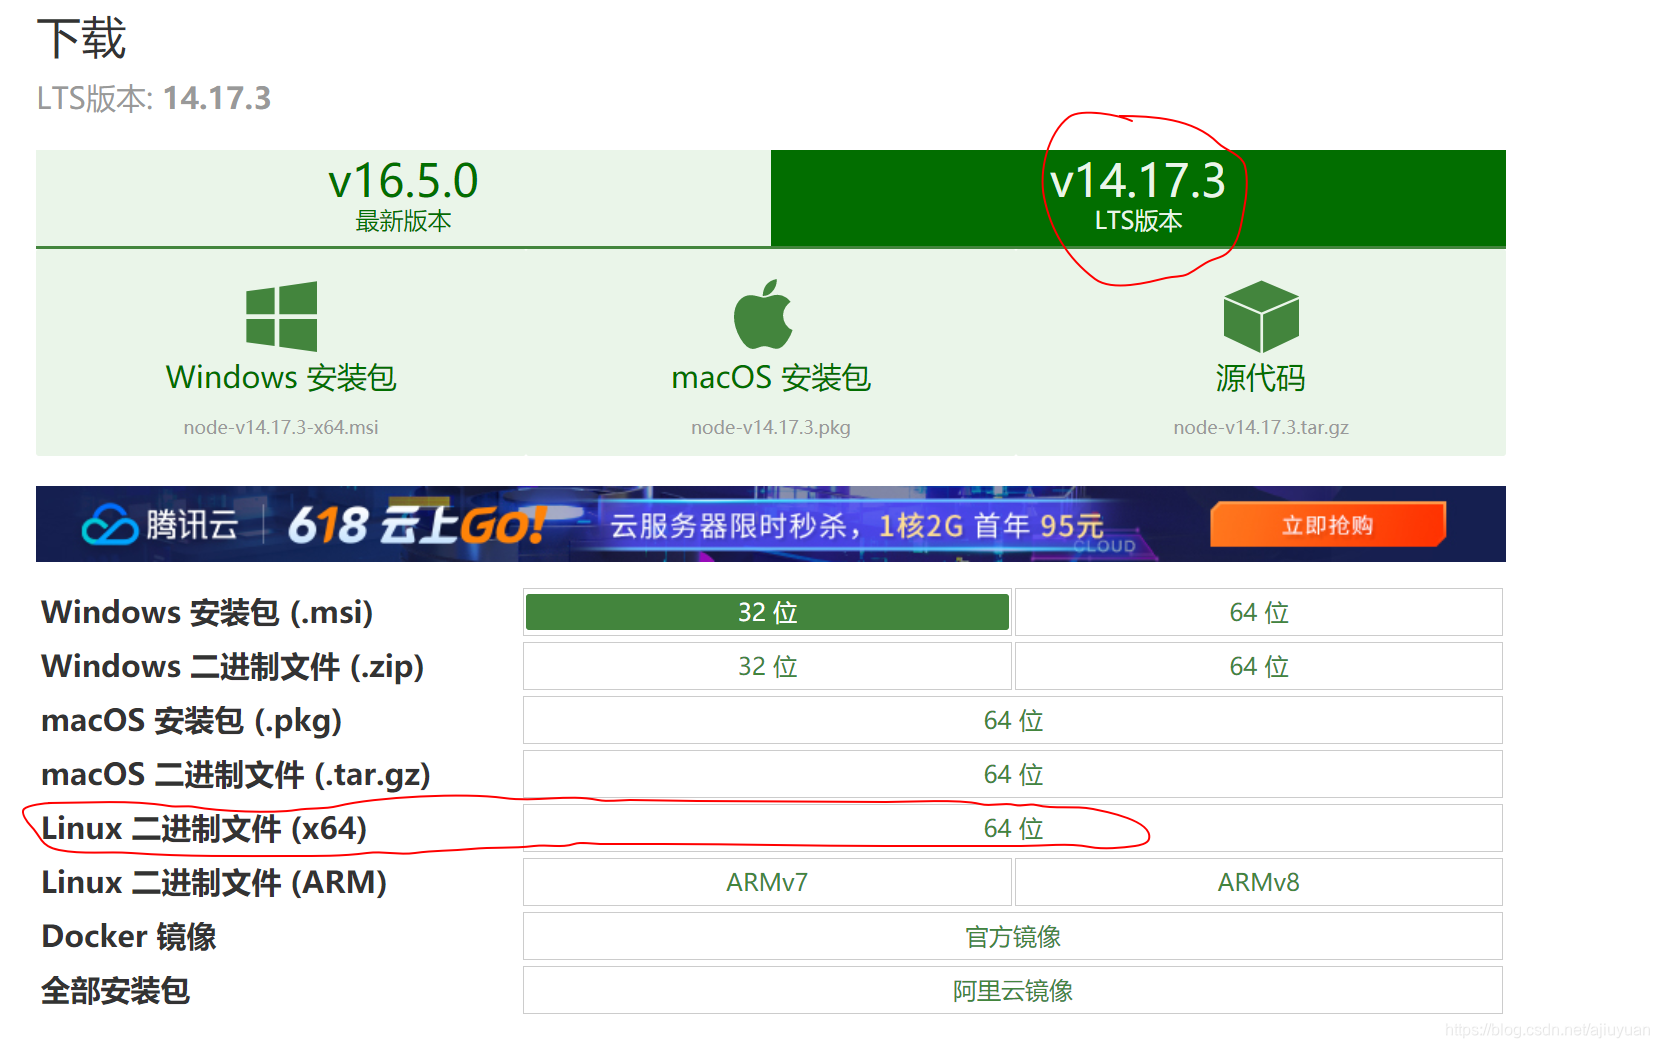 下载
LTS版本: 14.17.3
v16.5.0
最新版本
v14.17.3
LTS版本
Windows 安装包
node-v14.17.3-x64.msi
macOS 安装包
node-v14.17.3.pkg
源代码
node-v14.17.3.tar.gz
腾讯云 618 云上GO! 云服务器限时秒杀，1核2G 首年 95元 立即抢购
CLOUD
Windows 安装包 (.msi) 32 位 64 位
Windows 二进制文件 (.zip) 32 位 64 位
macOS 安装包 (.pkg) 64 位
macOS 二进制文件 (.tar.gz) 64 位
Linux 二进制文件 (x64) 64 位
Linux 二进制文件 (ARM) ARMv7 ARMv8
Docker 镜像 官方镜像
全部安装包 阿里云镜像
https://blog.csdn.net/ajiuyuan